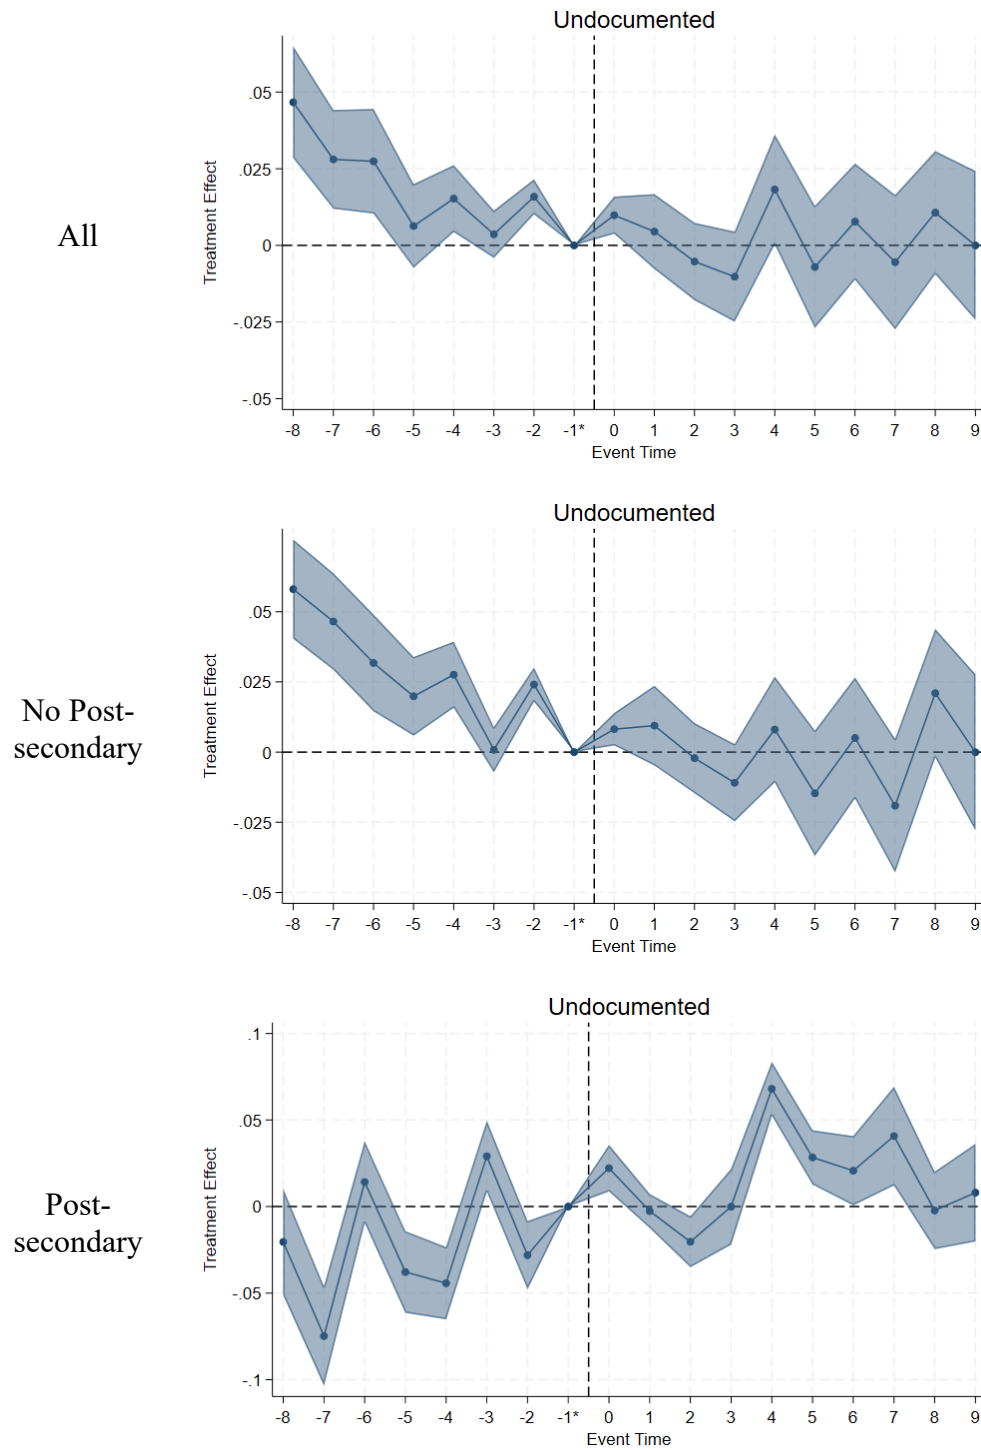 Undocumented
All
Treatment Effect
.05
.025
0
-.025
-.05
-8 -7 -6 -5 -4 -3 -2 -1* 0 1 2 3 4 5 6 7 8 9
Event Time
Undocumented
No Post-
secondary
Treatment Effect
.05
.025
0
-.025
-.05
-8 -7 -6 -5 -4 -3 -2 -1* 0 1 2 3 4 5 6 7 8 9
Event Time
Undocumented
Post-
secondary
Treatment Effect
.1
.05
0
-.05
-.1
-8 -7 -6 -5 -4 -3 -2 -1* 0 1 2 3 4 5 6 7 8 9
Event Time